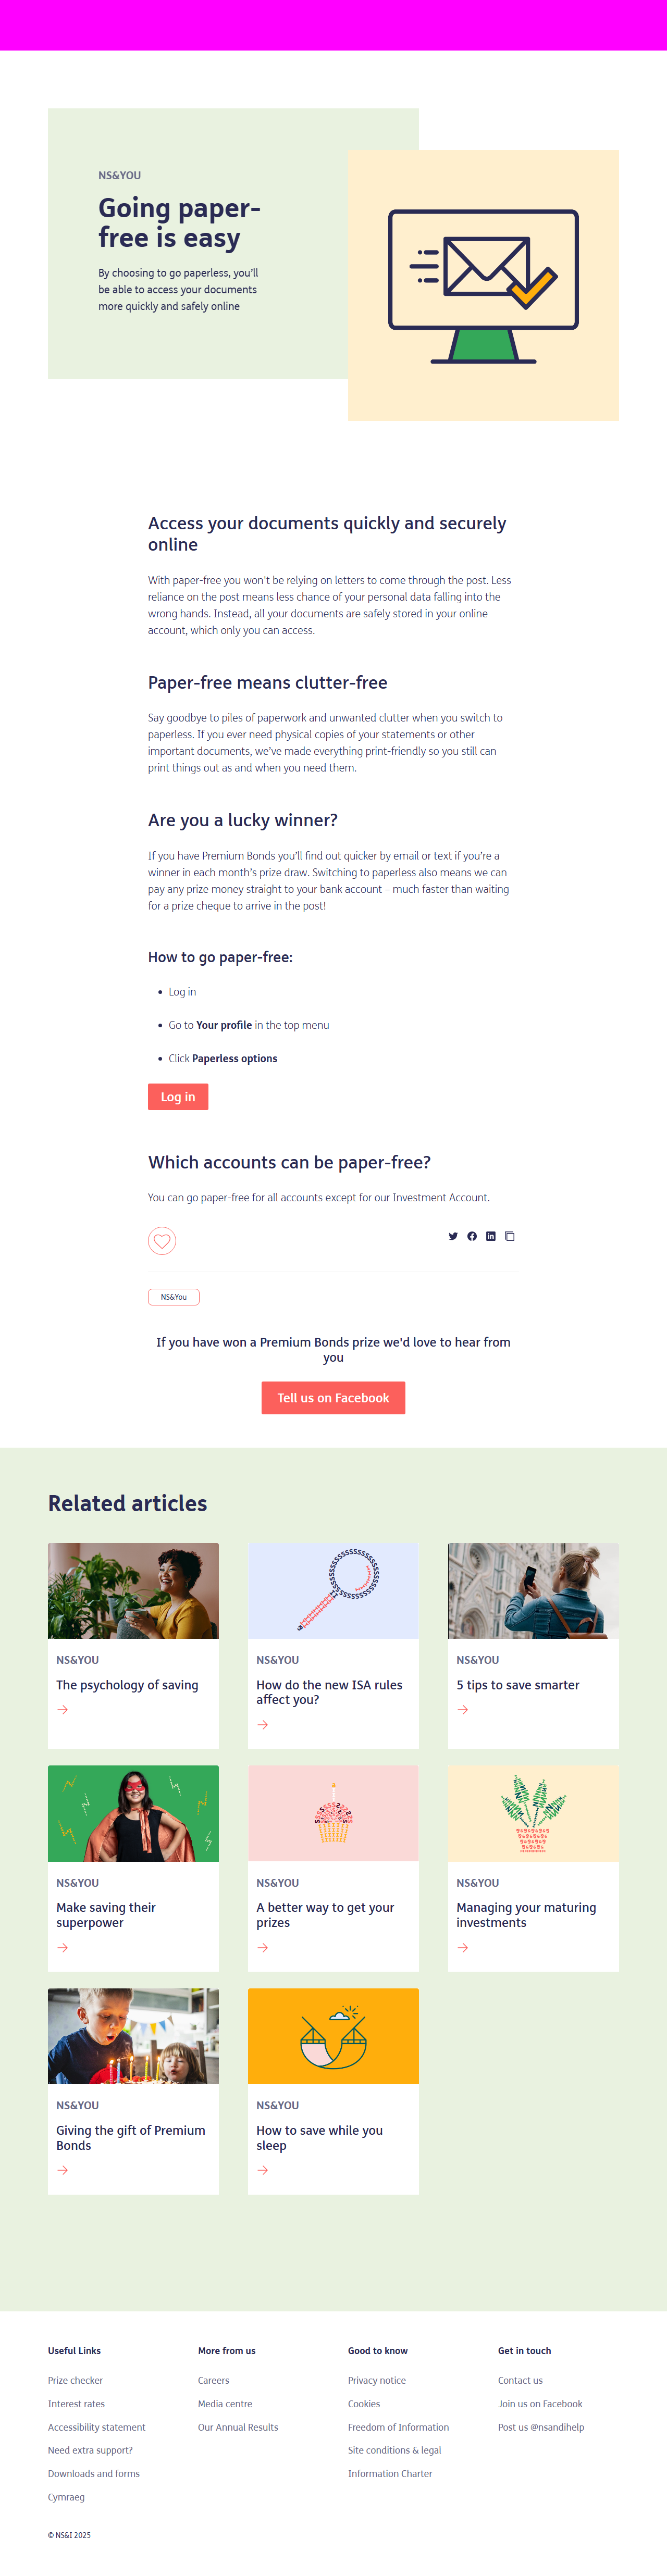 NS&YOU
Going paper-
free is easy
By choosing to go paperless, you'll
be able to access your documents
more quickly and safely online
Access your documents quickly and securely
online
With paper-free you won't be relying on letters to come through the post. Less
reliance on the post means less chance of your personal data falling into the
wrong hands. Instead, all your documents are safely stored in your online
account, which only you can access.
Paper-free means clutter-free
Say goodbye to piles of paperwork and unwanted clutter when you switch to
paperless. If you ever need physical copies of your statements or other
important documents, we've made everything print-friendly so you still can
print things out as and when you need them.
Are you a lucky winner?
If you have Premium Bonds you'll find out quicker by email or text if you're a
winner in each month's prize draw. Switching to paperless also means we can
pay any prize money straight to your bank account – much faster than waiting
for a prize cheque to arrive in the post!
How to go paper-free:
• Log in
• Go to Your profile in the top menu
• Click Paperless options
Log in
Which accounts can be paper-free?
You can go paper-free for all accounts except for our Investment Account.
NS&You
If you have won a Premium Bonds prize we'd love to hear from
you
Tell us on Facebook
Related articles
NS&YOU
The psychology of saving
NS&YOU
How do the new ISA rules
affect you?
NS&YOU
5 tips to save smarter
NS&YOU
Make saving their
superpower
NS&YOU
A better way to get your
prizes
NS&YOU
Managing your maturing
investments
NS&YOU
Giving the gift of Premium
Bonds
NS&YOU
How to save while you
sleep
Useful Links
Prize checker
Interest rates
Accessibility statement
Need extra support?
Downloads and forms
Cymraeg
More from us
Careers
Media centre
Our Annual Results
Good to know
Privacy notice
Cookies
Freedom of Information
Site conditions & legal
Information Charter
Get in touch
Contact us
Join us on Facebook
Post us @nsandihelp
© NS&I 2025